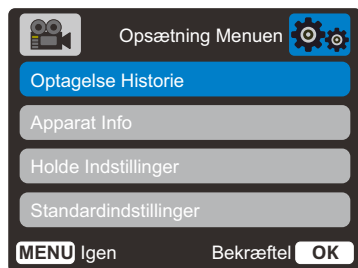 Opsætning Menuen
Optagelse Historie
Apparat Info
Holde Indstillinger
Standardindstillinger
MENU Igen Bekræftel OK